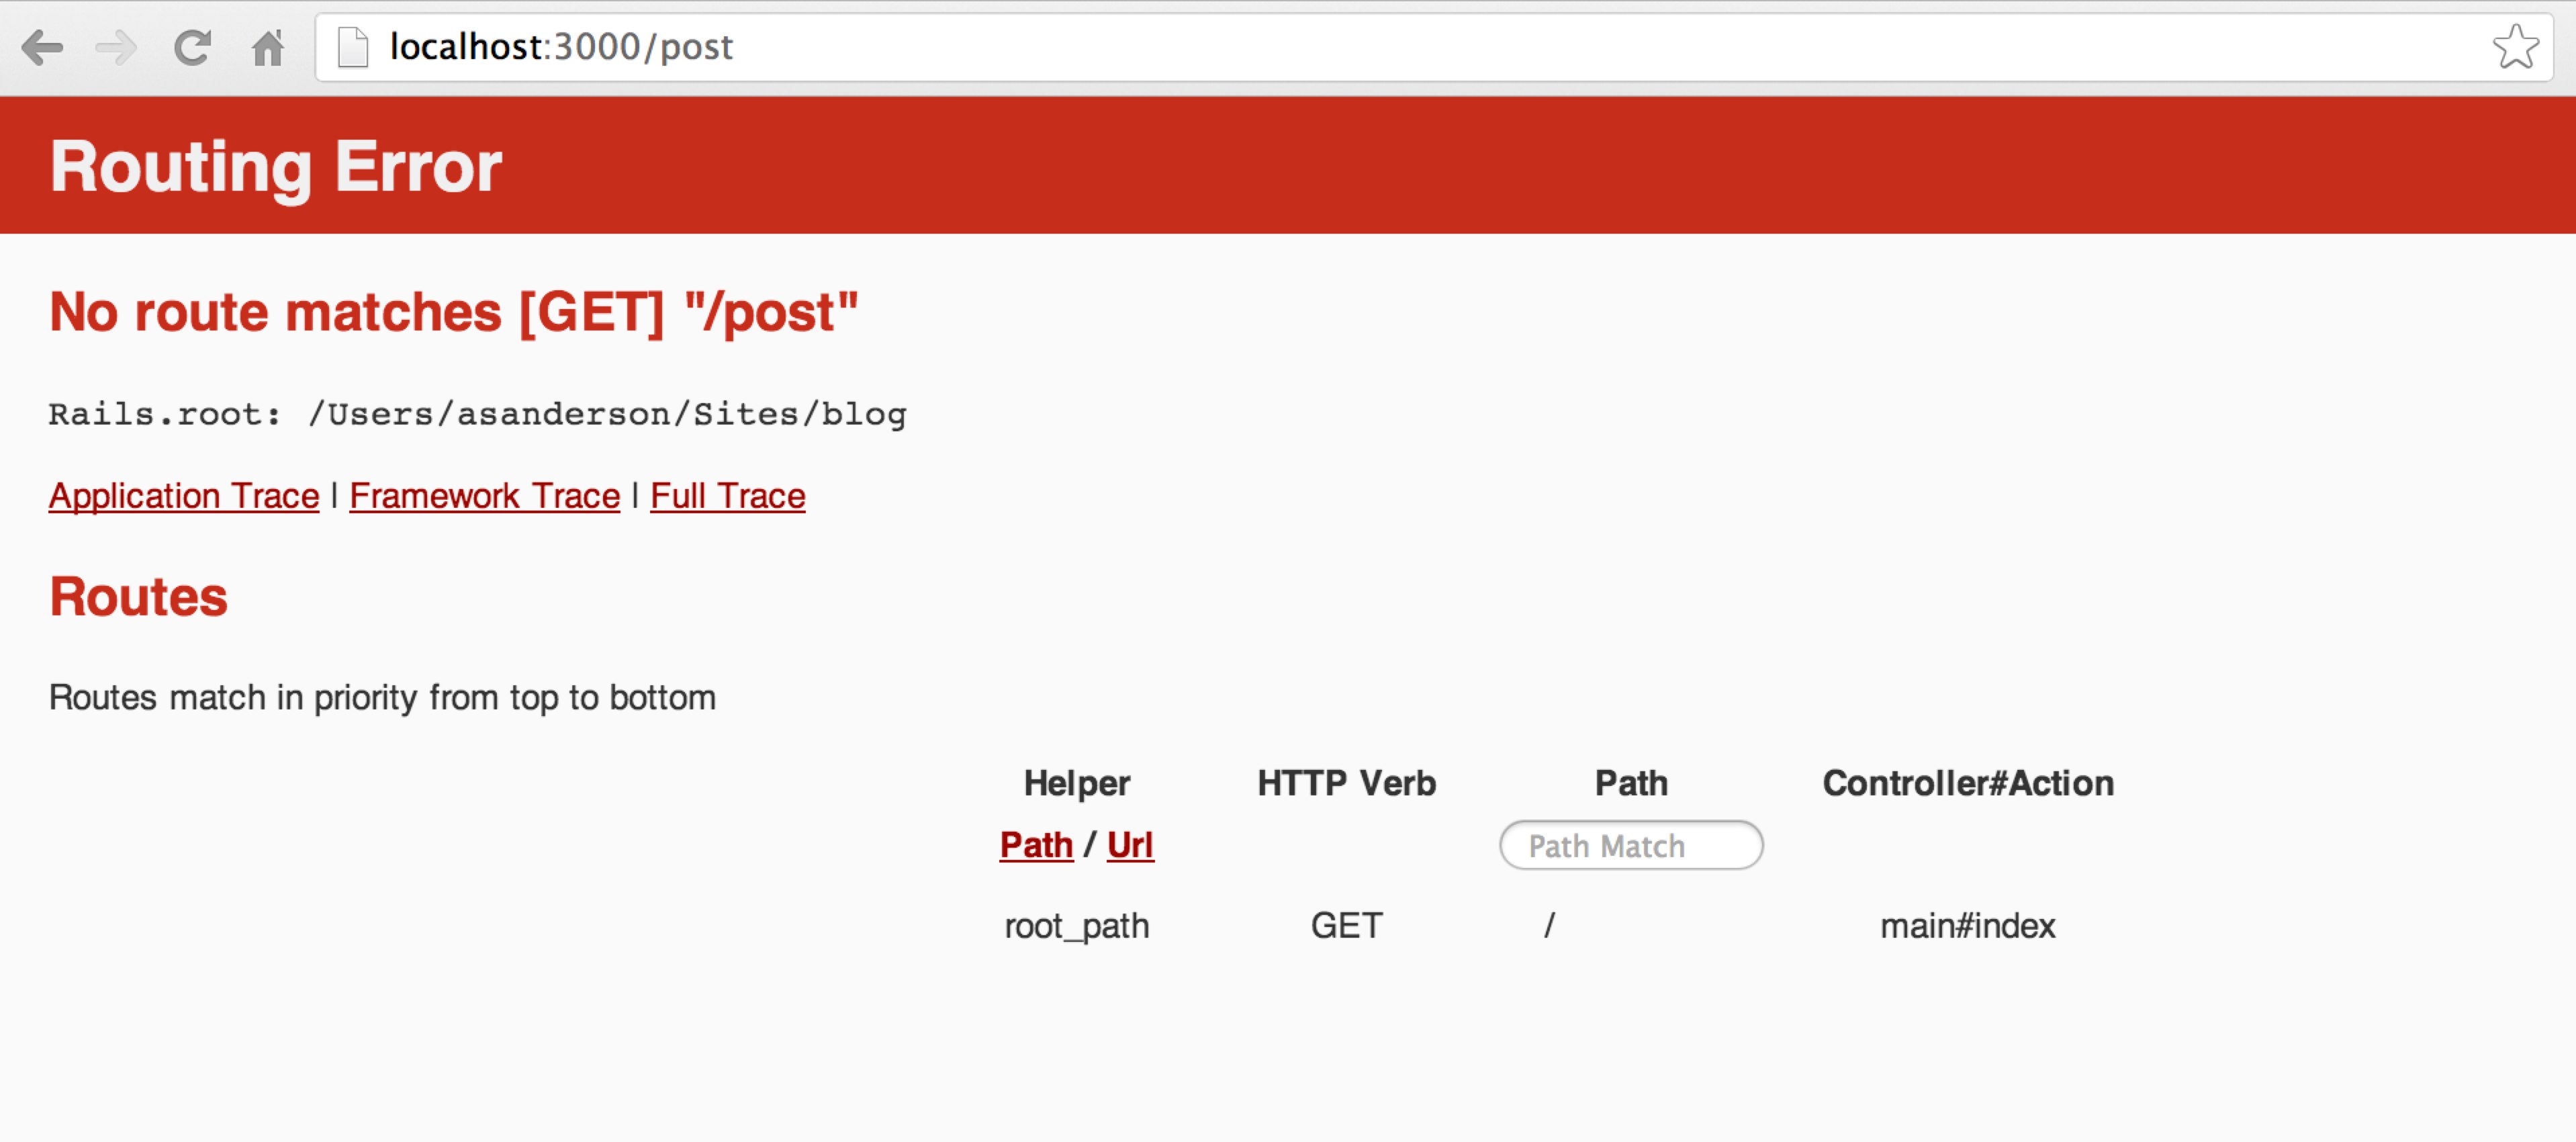 localhost:3000/post
Routing Error
No route matches [GET] "/post"
Rails.root: /Users/asanderson/Sites/blog
Application Trace | Framework Trace | Full Trace
Routes
Routes match in priority from top to bottom
Helper HTTP Verb Path Controller#Action
Path / Url Path Match
root_path GET / main#index